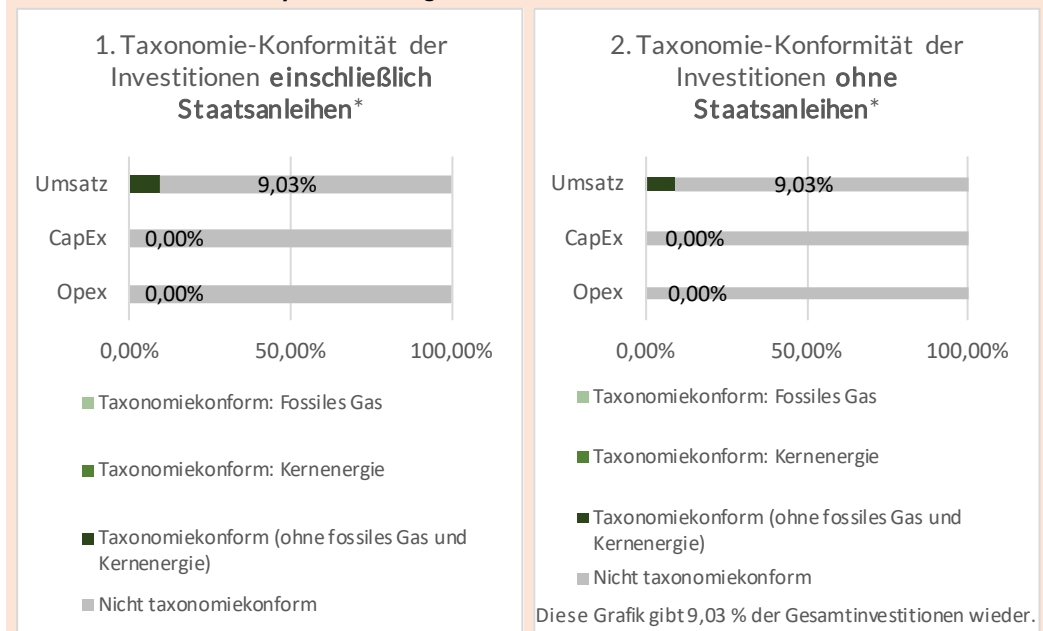 1. Taxonomie-Konformität der
Investitionen einschließlich
Staatsanleihen*
Umsatz
9,03%
CapEx
0,00%
Opex
0,00%
0,00%
50,00%
100,00%
Taxonomiekonform: Fossiles Gas
Taxonomiekonform: Kernenergie
Taxonomiekonform (ohne fossiles Gas und
Kernenergie)
Nicht taxonomiekonform
2. Taxonomie-Konformität der
Investitionen ohne
Staatsanleihen*
Umsatz
9,03%
CapEx
0,00%
Opex
0,00%
0,00%
50,00%
100,00%
Taxonomiekonform: Fossiles Gas
Taxonomiekonform: Kernenergie
Taxonomiekonform (ohne fossiles Gas und
Kernenergie)
Nicht taxonomiekonform
Diese Grafik gibt 9,03 % der Gesamtinvestitionen wieder.